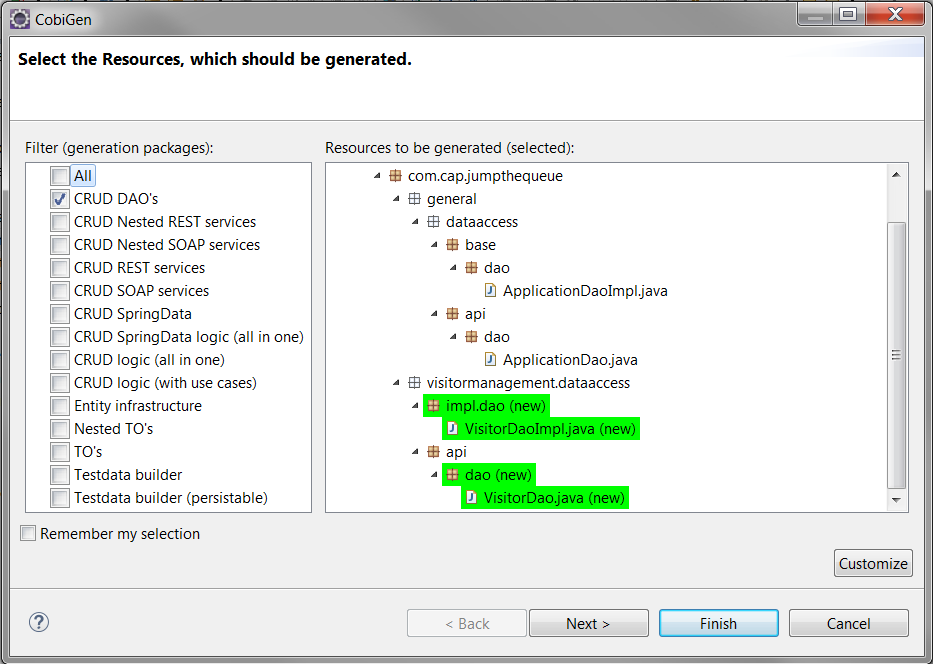 CobiGen
Select the Resources, which should be generated.
Filter (generation packages):
All
CRUD DAO's
CRUD Nested REST services
CRUD Nested SOAP services
CRUD REST services
CRUD SOAP services
CRUD SpringData
CRUD SpringData logic (all in one)
CRUD logic (all in one)
CRUD logic (with use cases)
Entity infrastructure
Nested TO's
TO's
Testdata builder
Testdata builder (persistable)
Resources to be generated (selected):
com.cap.jumpthequeue
general
dataaccess
base
dao
ApplicationDaoImpl.java
api
dao
ApplicationDao.java
visitormanagement.dataaccess
impl.dao (new)
VisitorDaoImpl.java (new)
api
dao (new)
VisitorDao.java (new)
Remember my selection
Customize
?
< Back
Next >
Finish
Cancel